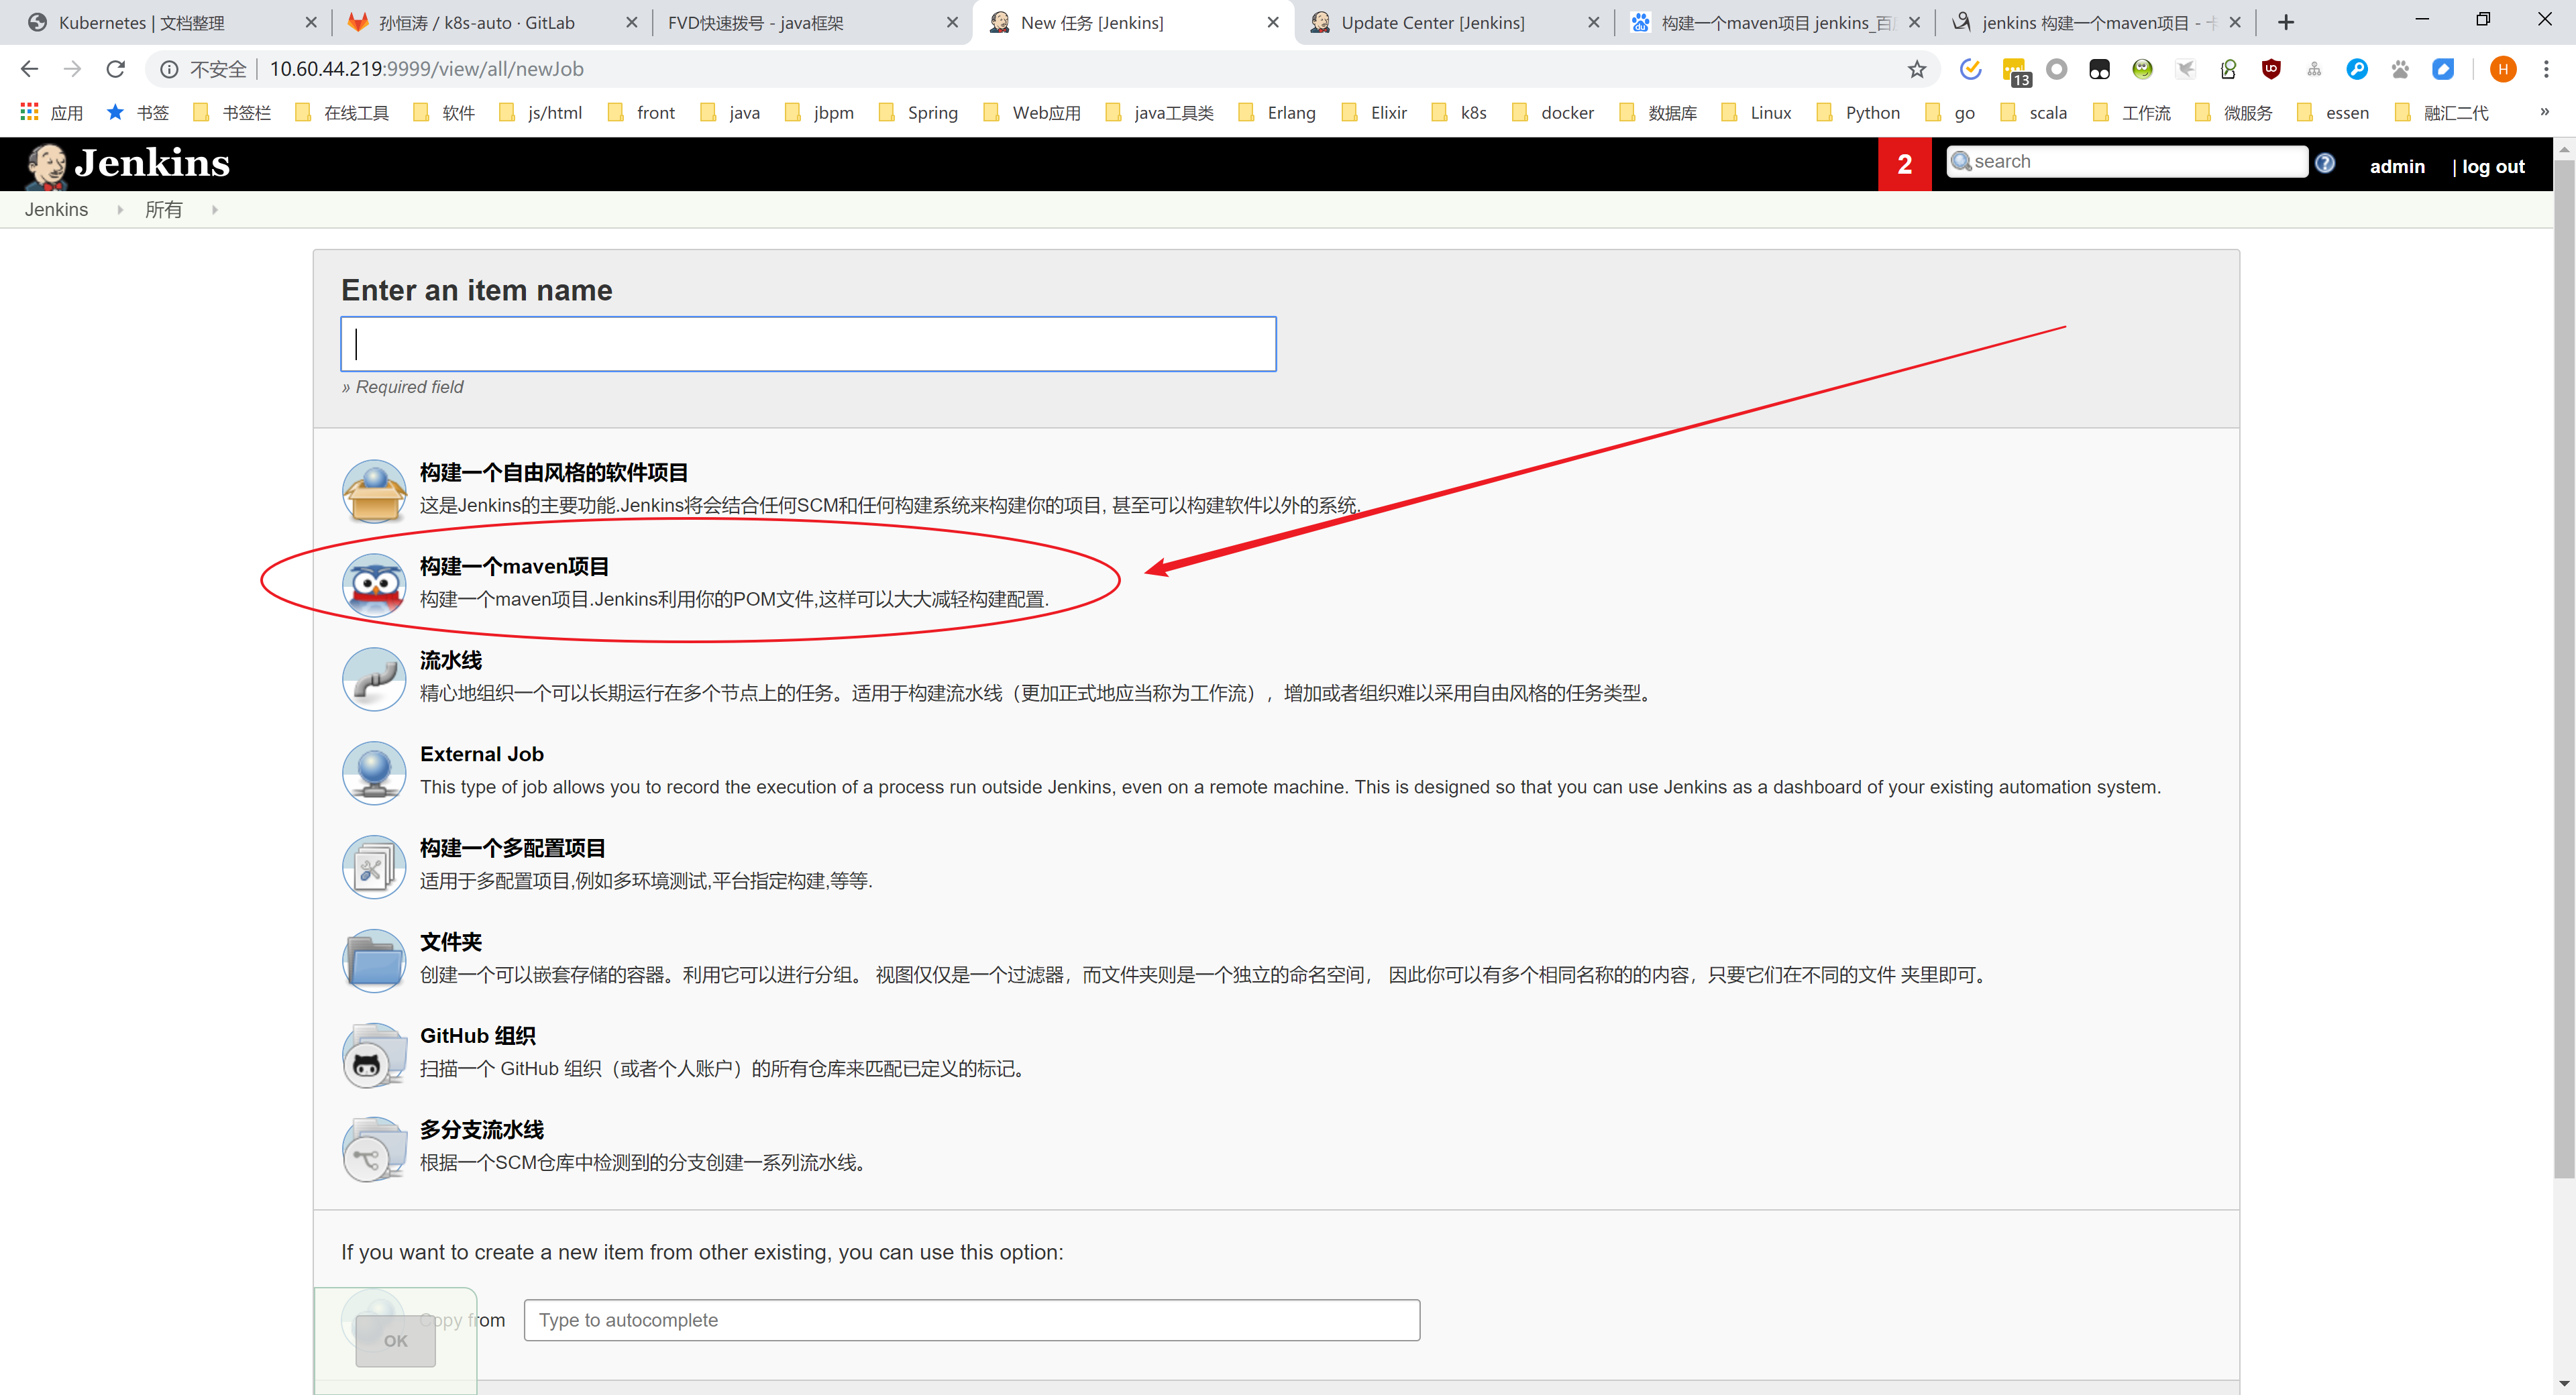 Kubernetes | 文档整理
孙恒涛 / k8s-auto · GitLab
FVD快速拨号 - java框架
New 任务 [Jenkins]
Update Center [Jenkins]
构建一个maven项目 jenkins_百
jenkins 构建一个maven项目 -
不安全 10.60.44.219:9999/view/all/newJob
13
H
应用 书签 书签栏 在线工具 软件 js/html front java jbpm Spring Web应用 java工具类 Erlang Elixir k8s docker 数据库 Linux Python go scala 工作流 微服务 essen 融汇二代 »
Jenkins
2
search
admin
| log out
Jenkins 所有
Enter an item name
» Required field
构建一个自由风格的软件项目
这是Jenkins的主要功能.Jenkins将会结合任何SCM和任何构建系统来构建你的项目, 甚至可以构建软件以外的系统.
构建一个maven项目
构建一个maven项目.Jenkins利用你的POM文件,这样可以大大减轻构建配置.
流水线
精心地组织一个可以长期运行在多个节点上的任务。适用于构建流水线（更加正式地应当称为工作流），增加或者组织难以采用自由风格的任务类型。
External Job
This type of job allows you to record the execution of a process run outside Jenkins, even on a remote machine. This is designed so that you can use Jenkins as a dashboard of your existing automation system.
构建一个多配置项目
适用于多配置项目,例如多环境测试,平台指定构建,等等.
文件夹
创建一个可以嵌套存储的容器。利用它可以进行分组。 视图仅仅是一个过滤器，而文件夹则是一个独立的命名空间， 因此你可以有多个相同名称的的内容，只要它们在不同的文件 夹里即可。
GitHub 组织
扫描一个 GitHub 组织（或者个人账户）的所有仓库来匹配已定义的标记。
多分支流水线
根据一个SCM仓库中检测到的分支创建一系列流水线。
If you want to create a new item from other existing, you can use this option:
Copy from
Type to autocomplete
OK